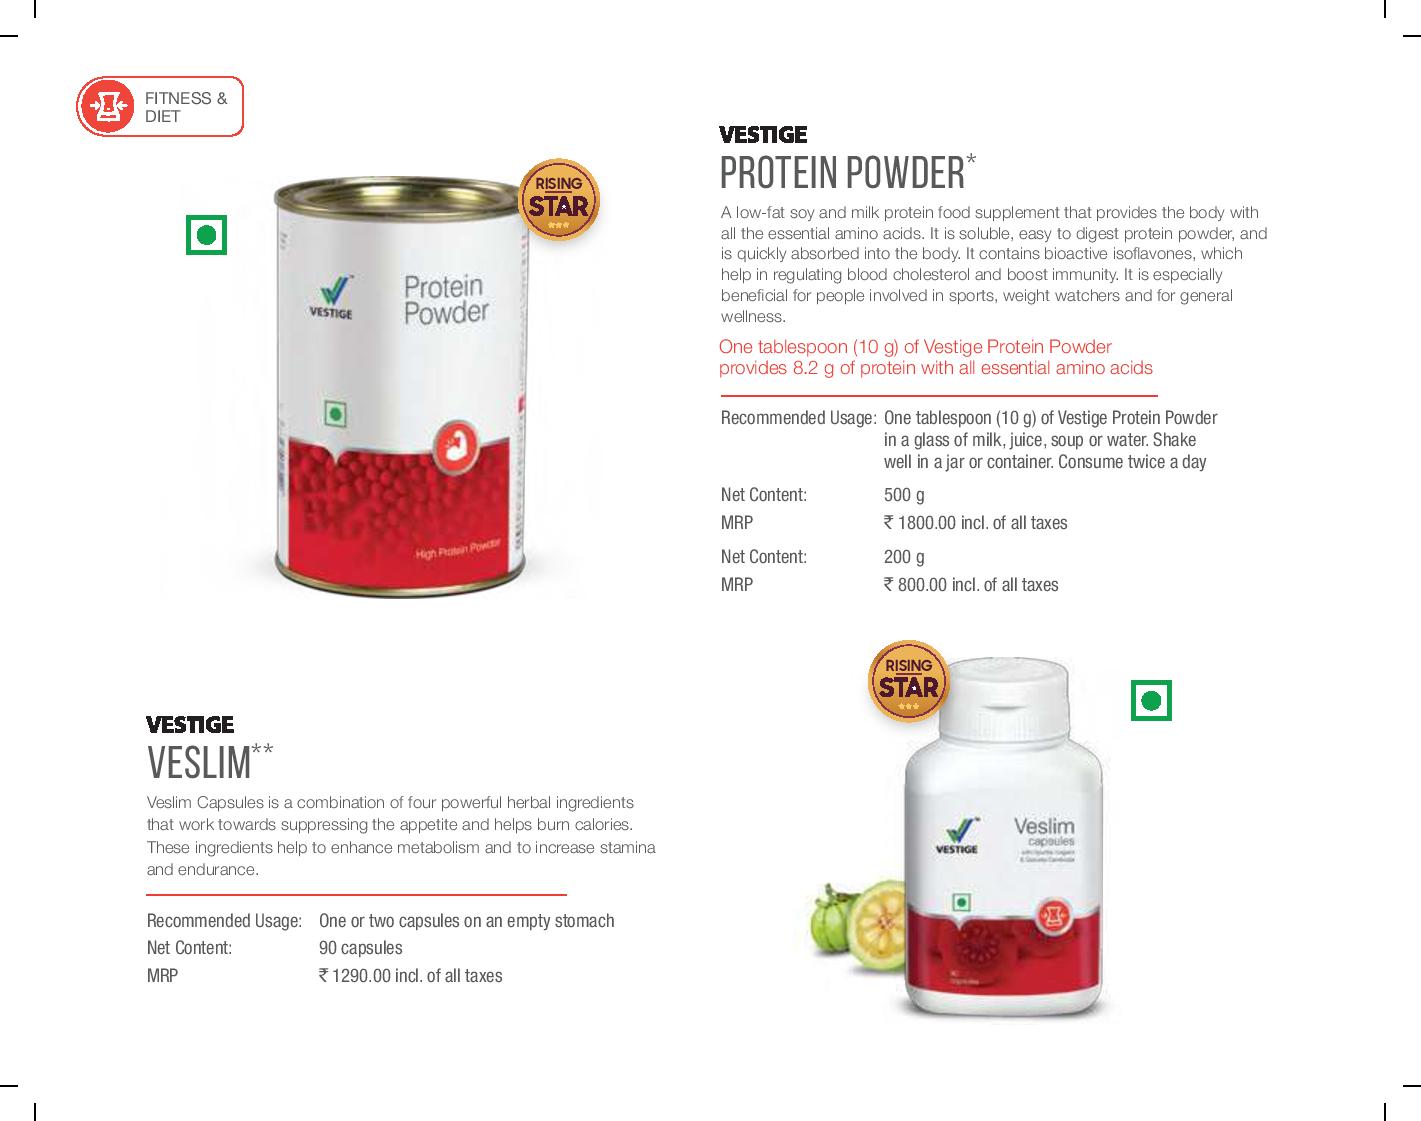 FITNESS &
DIET
RISING
STAR
VESTIGE
Protein
Powder
High Protein Powder
VESTIGE
PROTEIN POWDER*
A low-fat soy and milk protein food supplement that provides the body with
all the essential amino acids. It is soluble, easy to digest protein powder, and
is quickly absorbed into the body. It contains bioactive isoflavones, which
help in regulating blood cholesterol and boost immunity. It is especially
beneficial for people involved in sports, weight watchers and for general
wellness.
One tablespoon (10 g) of Vestige Protein Powder
provides 8.2 g of protein with all essential amino acids
Recommended Usage: One tablespoon (10 g) of Vestige Protein Powder
in a glass of milk, juice, soup or water. Shake
well in a jar or container. Consume twice a day
Net Content: 500 g
MRP ₹ 1800.00 incl. of all taxes
Net Content: 200 g
MRP ₹ 800.00 incl. of all taxes
VESTIGE
VESLIM**
Veslim Capsules is a combination of four powerful herbal ingredients
that work towards suppressing the appetite and helps burn calories.
These ingredients help to enhance metabolism and to increase stamina
and endurance.
Recommended Usage: One or two capsules on an empty stomach
Net Content: 90 capsules
MRP ₹ 1290.00 incl. of all taxes
RISING
STAR
VESTIGE
Veslim
capsules